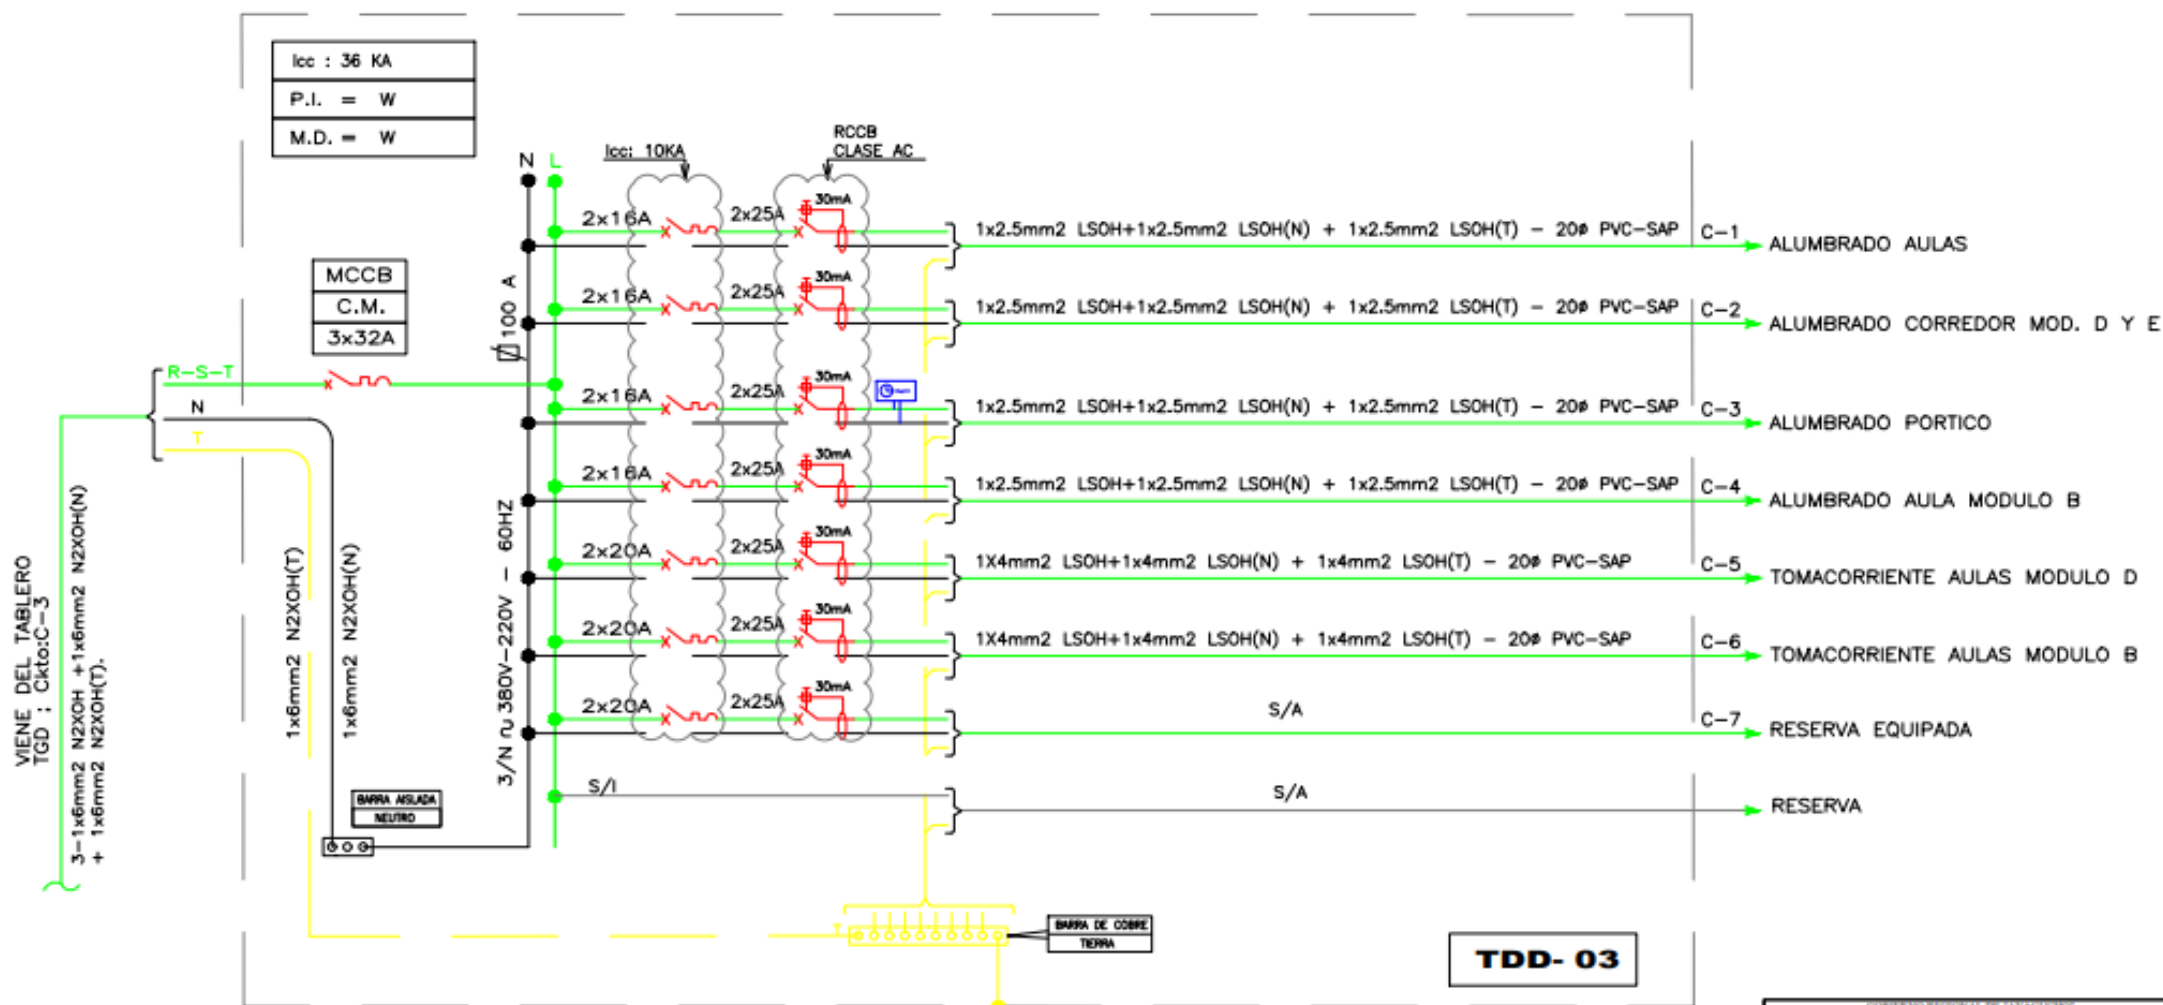 Icc : 36 KA
P.I. = W
M.D. = W
MCCB
C.M.
3x32A
R-S-T
N
T
VIENE DEL TABLERO
TGD : Ckto:C-3
3-1x6mm2 N2XOH +1x6mm2 N2XOH(N)
+ 1x6mm2 N2XOH(T).
1x6mm2 N2XOH(T)
1x6mm2 N2XOH(N)
BARRA AISLADA
NEUTRO
N L
100 A
3/N ∿ 380V-220V - 60HZ
Icc: 10KA
RCCB
CLASE AC
2x16A 2x25A 30mA 1x2.5mm2 LSOH+1x2.5mm2 LSOH(N) + 1x2.5mm2 LSOH(T) - 20ø PVC-SAP C-1 ALUMBRADO AULAS
2x16A 2x25A 30mA 1x2.5mm2 LSOH+1x2.5mm2 LSOH(N) + 1x2.5mm2 LSOH(T) - 20ø PVC-SAP C-2 ALUMBRADO CORREDOR MOD. D Y E
2x16A 2x25A 30mA 1x2.5mm2 LSOH+1x2.5mm2 LSOH(N) + 1x2.5mm2 LSOH(T) - 20ø PVC-SAP C-3 ALUMBRADO PORTICO
2x16A 2x25A 30mA 1x2.5mm2 LSOH+1x2.5mm2 LSOH(N) + 1x2.5mm2 LSOH(T) - 20ø PVC-SAP C-4 ALUMBRADO AULA MODULO B
2x20A 2x25A 30mA 1X4mm2 LSOH+1x4mm2 LSOH(N) + 1x4mm2 LSOH(T) - 20ø PVC-SAP C-5 TOMACORRIENTE AULAS MODULO D
2x20A 2x25A 30mA 1X4mm2 LSOH+1x4mm2 LSOH(N) + 1x4mm2 LSOH(T) - 20ø PVC-SAP C-6 TOMACORRIENTE AULAS MODULO B
2x20A 2x25A 30mA S/A C-7 RESERVA EQUIPADA
S/I S/A RESERVA
T
BARRA DE COBRE
TIERRA
TDD- 03